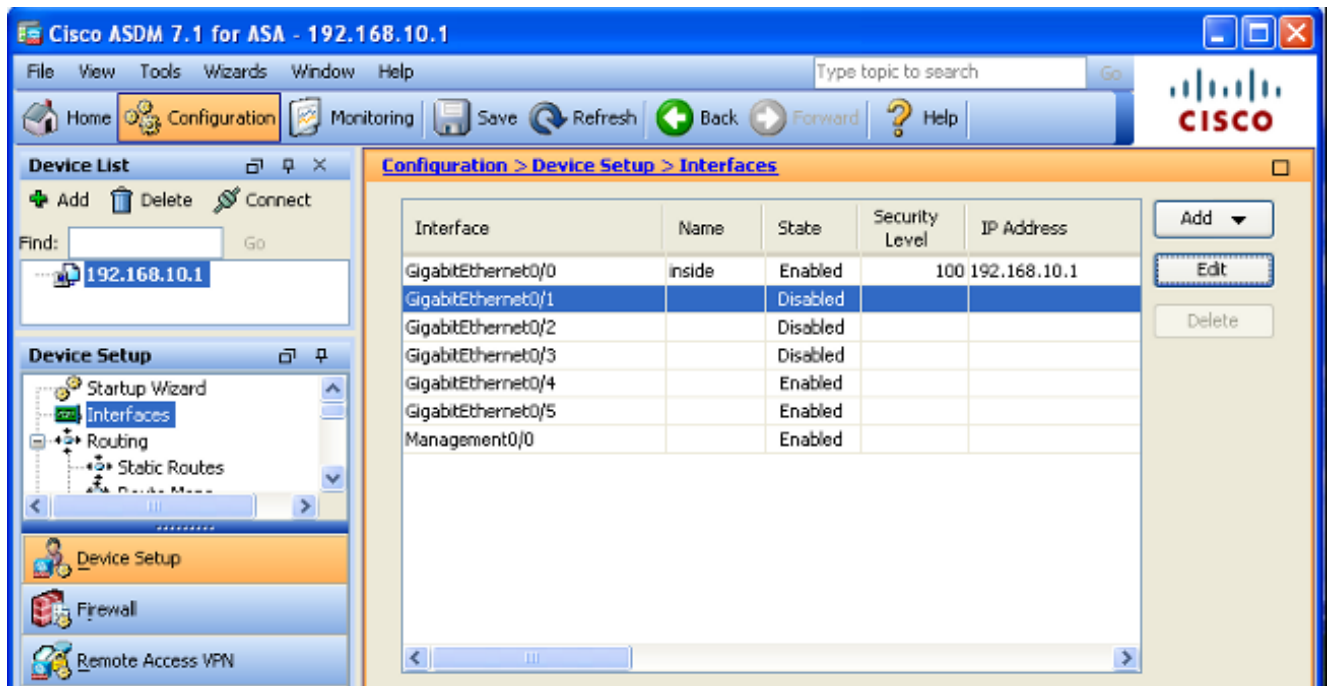 Cisco ASDM 7.1 for ASA - 192.168.10.1
File View Tools Wizards Window Help
Type topic to search Go
Home Configuration Monitoring Save Refresh Back Forward Help
CISCO
Device List
Add Delete Connect
Find: Go
192.168.10.1
Device Setup
Startup Wizard
Interfaces
Routing
Static Routes
Device Setup
Firewall
Remote Access VPN
Configuration > Device Setup > Interfaces
Interface Name State Security Level IP Address
GigabitEthernet0/0 inside Enabled 100 192.168.10.1
GigabitEthernet0/1 Disabled
GigabitEthernet0/2 Disabled
GigabitEthernet0/3 Disabled
GigabitEthernet0/4 Enabled
GigabitEthernet0/5 Enabled
Management0/0 Enabled
Add
Edit
Delete